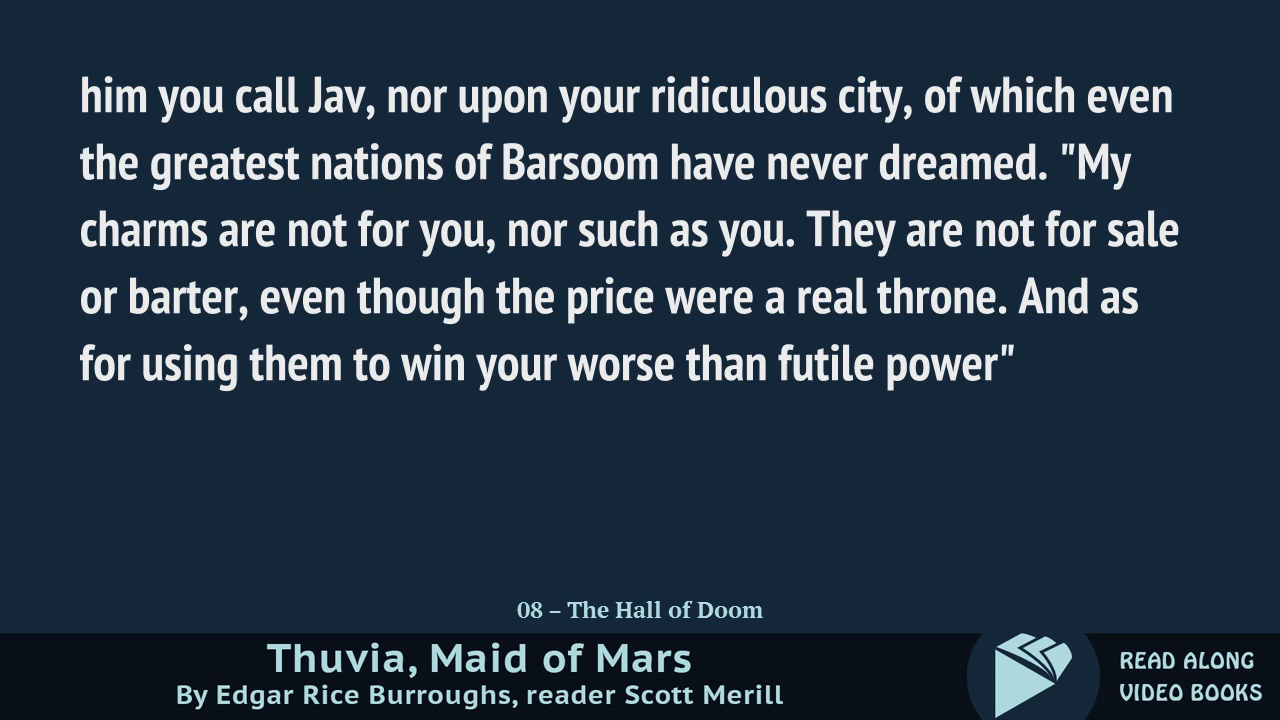 him you call Jav, nor upon your ridiculous city, of which even
the greatest nations of Barsoom have never dreamed. "My
charms are not for you, nor such as you. They are not for sale
or barter, even though the price were a real throne. And as
for using them to win your worse than futile power"
08 – The Hall of Doom
Thuvia, Maid of Mars
By Edgar Rice Burroughs, reader Scott Merill
READ ALONG
VIDEO BOOKS